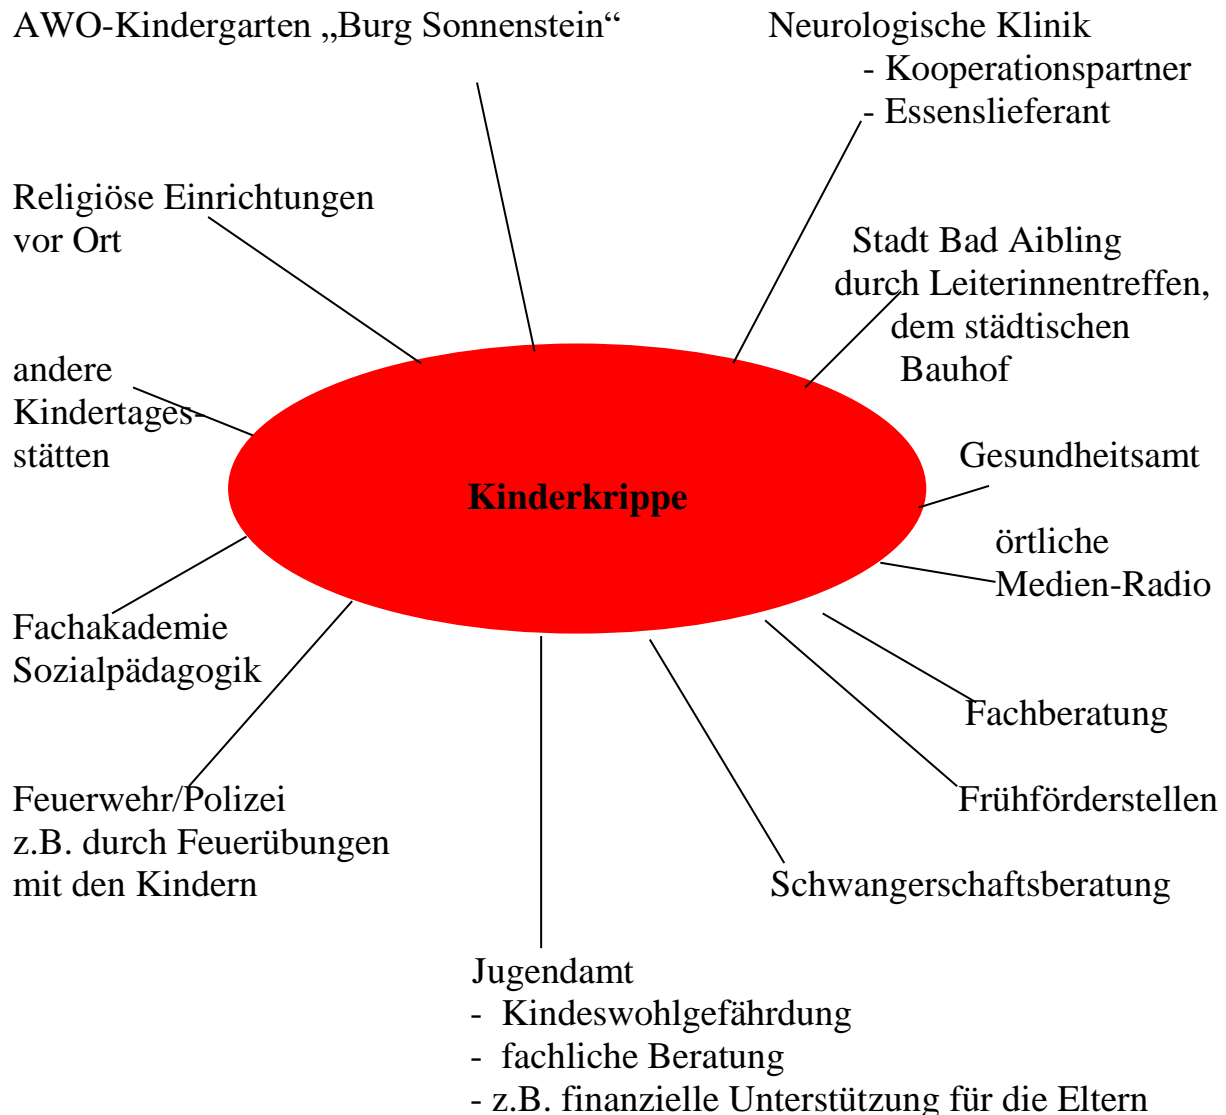 AWO-Kindergarten „Burg Sonnenstein“
Neurologische Klinik
- Kooperationspartner
- Essenslieferant
Religiöse Einrichtungen
vor Ort
Stadt Bad Aibling
durch Leiterinnentreffen,
dem städtischen
Bauhof
andere
Kindertages-
stätten
Gesundheitsamt
Kinderkrippe
örtliche
Medien-Radio
Fachakademie
Sozialpädagogik
Fachberatung
Feuerwehr/Polizei
z.B. durch Feuerübungen
mit den Kindern
Frühförderstellen
Schwangerschaftsberatung
Jugendamt
- Kindeswohlgefährdung
- fachliche Beratung
- z.B. finanzielle Unterstützung für die Eltern